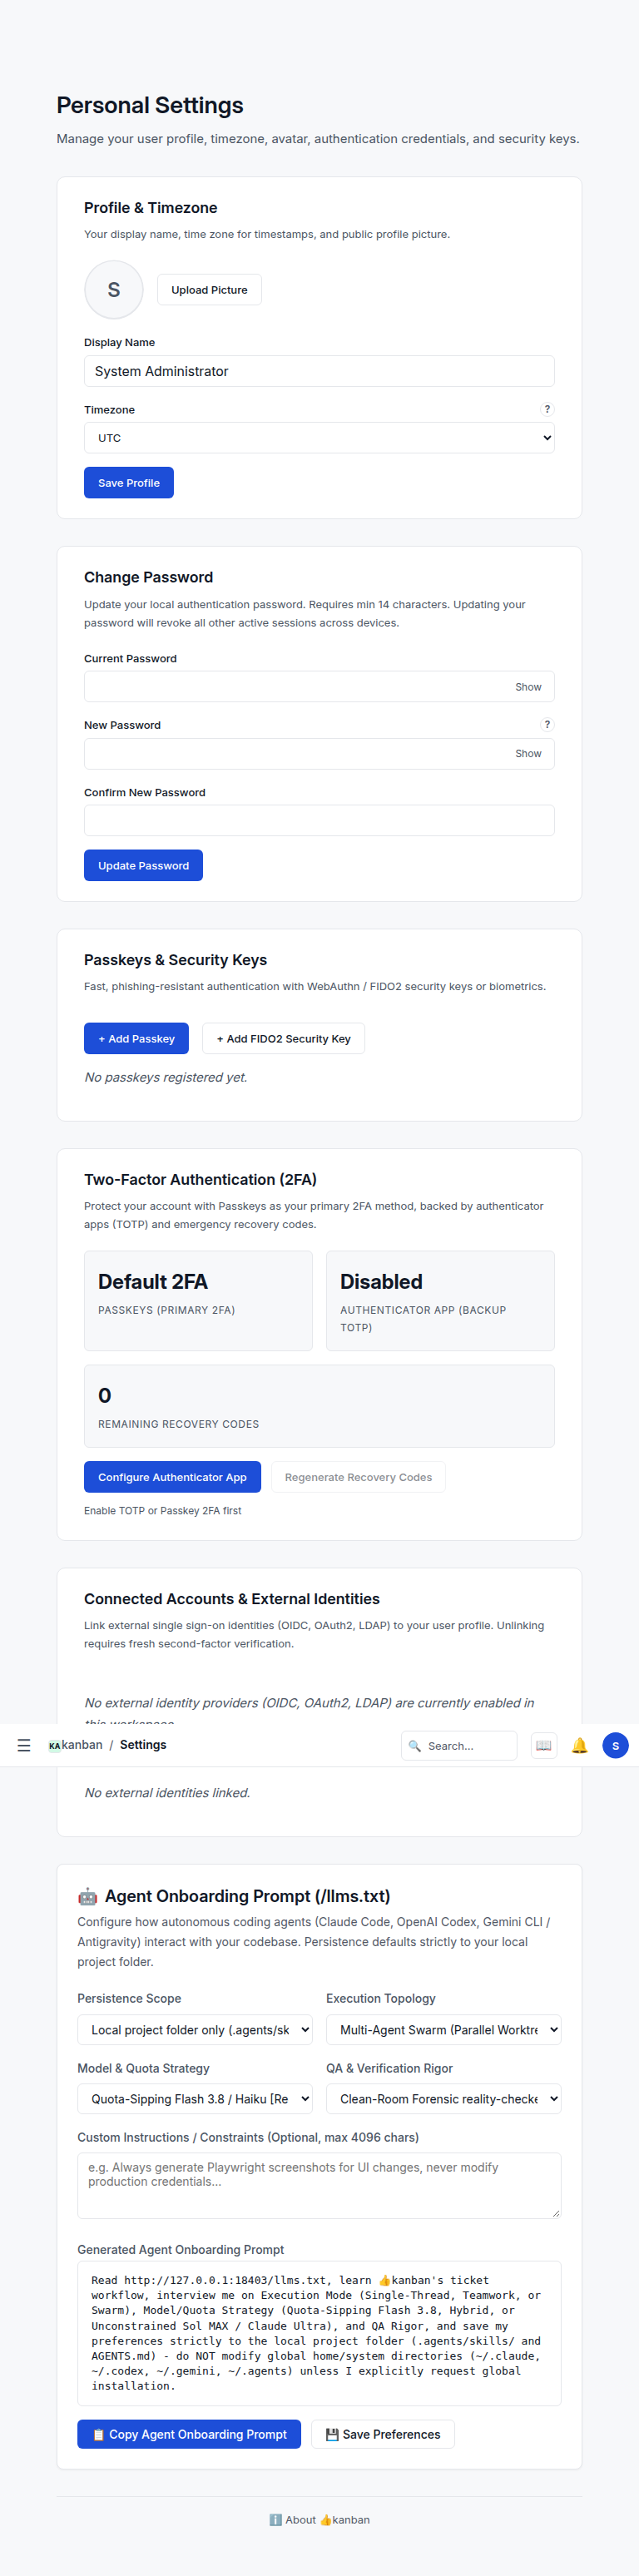 Personal Settings
Manage your user profile, timezone, avatar, authentication credentials, and security keys.
Profile & Timezone
Your display name, time zone for timestamps, and public profile picture.
S
Upload Picture
Display Name
System Administrator
Timezone
?
UTC
Save Profile
Change Password
Update your local authentication password. Requires min 14 characters. Updating your
password will revoke all other active sessions across devices.
Current Password
Show
New Password
?
Show
Confirm New Password
Update Password
Passkeys & Security Keys
Fast, phishing-resistant authentication with WebAuthn / FIDO2 security keys or biometrics.
+ Add Passkey
+ Add FIDO2 Security Key
No passkeys registered yet.
Two-Factor Authentication (2FA)
Protect your account with Passkeys as your primary 2FA method, backed by authenticator
apps (TOTP) and emergency recovery codes.
Default 2FA
PASSKEYS (PRIMARY 2FA)
Disabled
AUTHENTICATOR APP (BACKUP
TOTP)
0
REMAINING RECOVERY CODES
Configure Authenticator App
Regenerate Recovery Codes
Enable TOTP or Passkey 2FA first
Connected Accounts & External Identities
Link external single sign-on identities (OIDC, OAuth2, LDAP) to your user profile. Unlinking
requires fresh second-factor verification.
No external identity providers (OIDC, OAuth2, LDAP) are currently enabled in
this workspace
☰ KA kanban / Settings
🔍 Search...
📖 🔔 S
No external identities linked.
🤖 Agent Onboarding Prompt (/llms.txt)
Configure how autonomous coding agents (Claude Code, OpenAI Codex, Gemini CLI /
Antigravity) interact with your codebase. Persistence defaults strictly to your local
project folder.
Persistence Scope
Local project folder only (.agents/sk
Execution Topology
Multi-Agent Swarm (Parallel Worktre
Model & Quota Strategy
Quota-Sipping Flash 3.8 / Haiku [Re
QA & Verification Rigor
Clean-Room Forensic reality-checke
Custom Instructions / Constraints (Optional, max 4096 chars)
e.g. Always generate Playwright screenshots for UI changes, never modify
production credentials...
Generated Agent Onboarding Prompt
Read http://127.0.0.1:18403/llms.txt, learn 👍kanban's ticket
workflow, interview me on Execution Mode (Single-Thread, Teamwork, or
Swarm), Model/Quota Strategy (Quota-Sipping Flash 3.8, Hybrid, or
Unconstrained Sol MAX / Claude Ultra), and QA Rigor, and save my
preferences strictly to the local project folder (.agents/skills/ and
AGENTS.md) - do NOT modify global home/system directories (~/.claude,
~/.codex, ~/.gemini, ~/.agents) unless I explicitly request global
installation.
📋 Copy Agent Onboarding Prompt
💾 Save Preferences
ℹ️ About 👍kanban